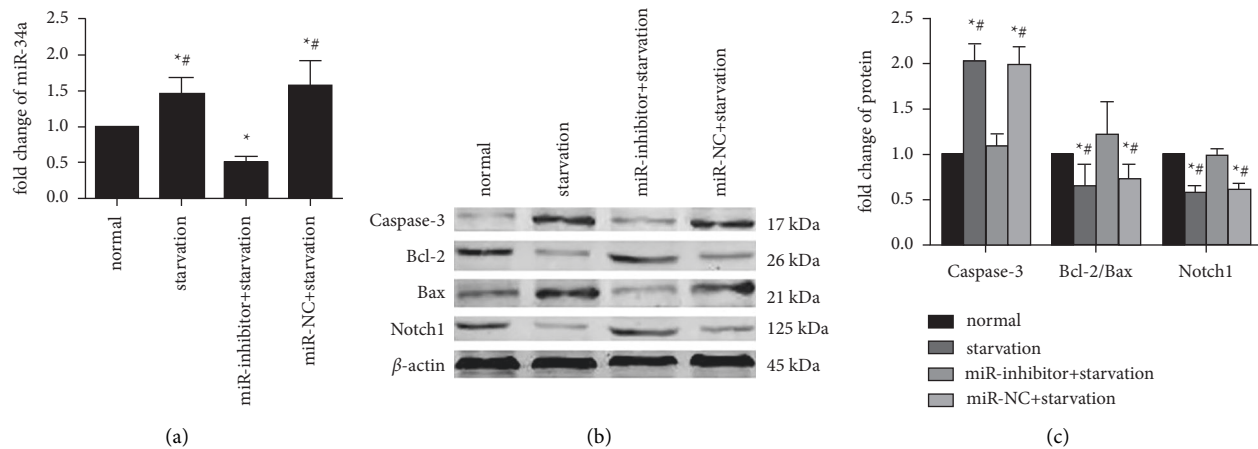 fold change of miR-34a
2.5
2.0
1.5
1.0
0.5
0.0
*#
*
*#
normal
starvation
miR-inhibitor+starvation
miR-NC+starvation
(a)
normal
starvation
miR-inhibitor+starvation
miR-NC+starvation
Caspase-3 17 kDa
Bcl-2 26 kDa
Bax 21 kDa
Notch1 125 kDa
β-actin 45 kDa
(b)
fold change of protein
2.5
2.0
1.5
1.0
0.5
0.0
*# *#
*# *#
*# *#
Caspase-3 Bcl-2/Bax Notch1
normal
starvation
miR-inhibitor+starvation
miR-NC+starvation
(c)